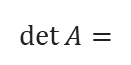 det A =